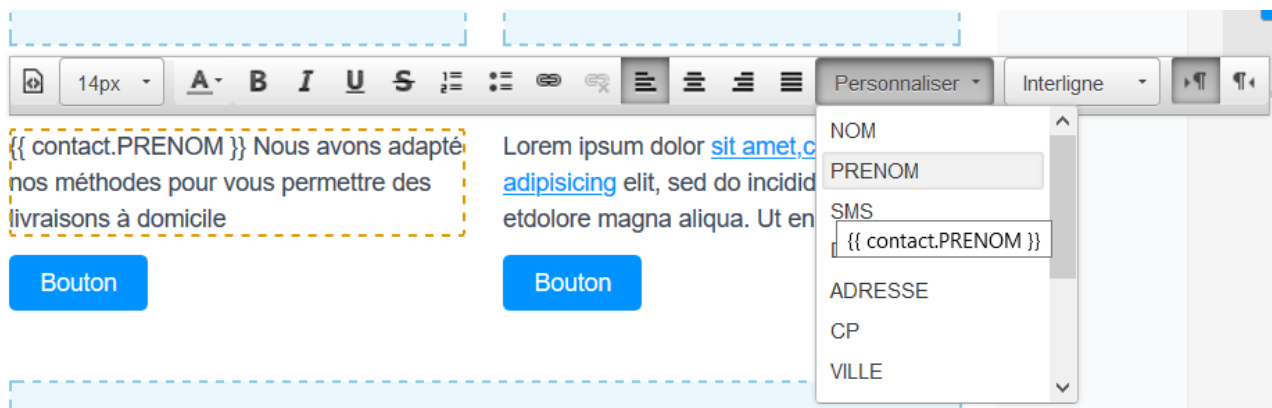 14px
A
B
I
U
S
Personnaliser
Interligne
{{ contact.PRENOM }} Nous avons adapté
nos méthodes pour vous permettre des
livraisons à domicile
Bouton
Lorem ipsum dolor sit amet,c
adipisicing elit, sed do incidid
etdolore magna aliqua. Ut en
Bouton
NOM
PRENOM
SMS
{{ contact.PRENOM }}
ADRESSE
CP
VILLE